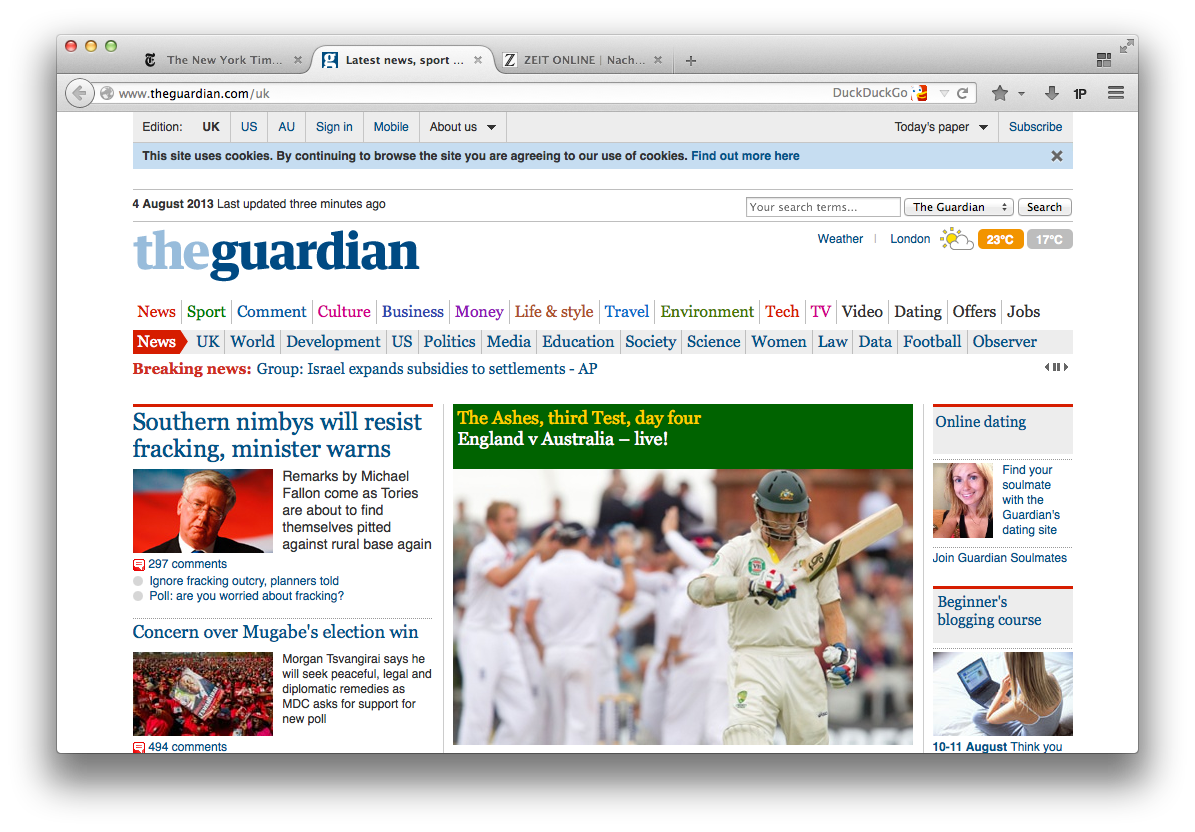 The New York Tim...
Latest news, sport ...
ZEIT ONLINE | Nach...
www.theguardian.com/uk
DuckDuckGo
1P
Edition: UK US AU Sign in Mobile About us Today's paper Subscribe
This site uses cookies. By continuing to browse the site you are agreeing to our use of cookies. Find out more here
4 August 2013 Last updated three minutes ago
Your search terms... The Guardian Search
theguardian
Weather London 23°C 17°C
News Sport Comment Culture Business Money Life & style Travel Environment Tech TV Video Dating Offers Jobs
News UK World Development US Politics Media Education Society Science Women Law Data Football Observer
Breaking news: Group: Israel expands subsidies to settlements - AP
Southern nimbys will resist
fracking, minister warns
Remarks by Michael
Fallon come as Tories
are about to find
themselves pitted
against rural base again
297 comments
Ignore fracking outcry, planners told
Poll: are you worried about fracking?
Concern over Mugabe's election win
Morgan Tsvangirai says he
will seek peaceful, legal and
diplomatic remedies as
MDC asks for support for
new poll
494 comments
The Ashes, third Test, day four
England v Australia – live!
Online dating
Find your
soulmate
with the
Guardian's
dating site
Join Guardian Soulmates
Beginner's
blogging course
10-11 August Think you